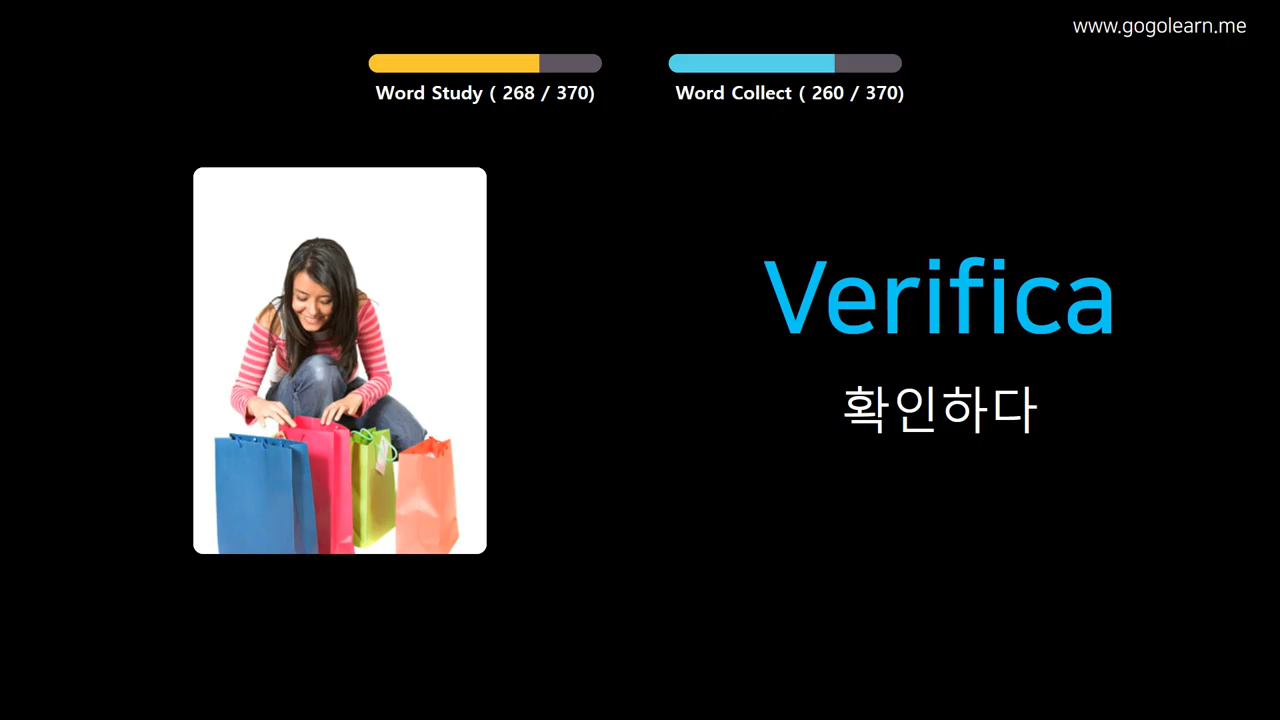 www.gogolearn.me
Word Study ( 268 / 370)
Word Collect ( 260 / 370)
Verifica
확인하다